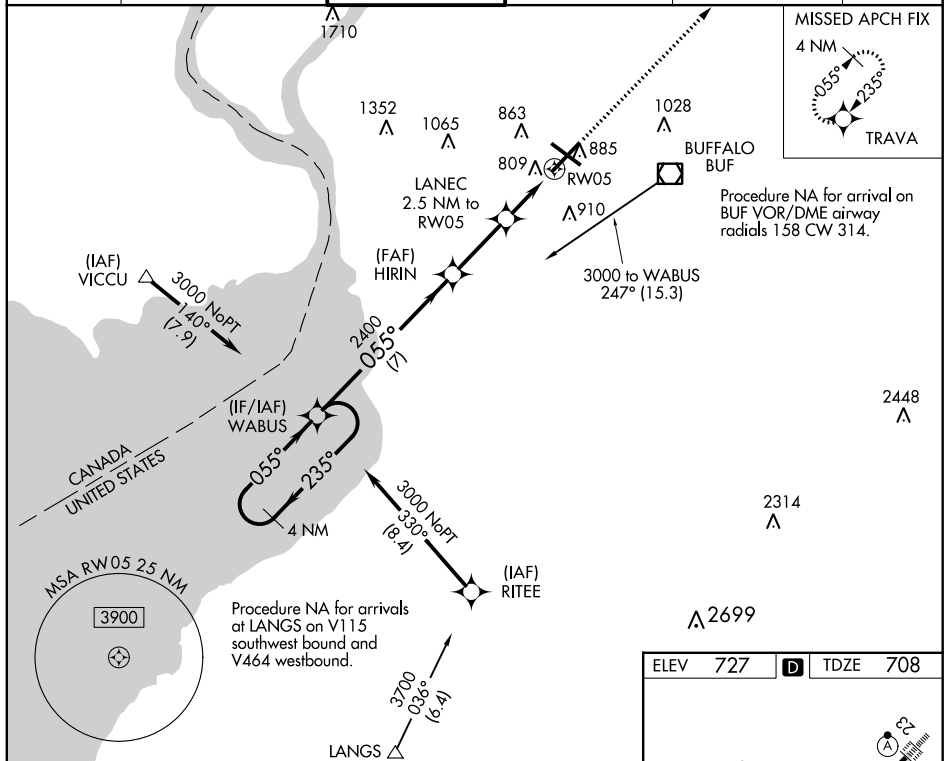 1710
MISSED APCH FIX
4 NM
055°
235°
TRAVA
1352
1065
863
1028
809
885
RW05
BUFFALO
BUF
LANEC
2.5 NM to
RW05
910
Procedure NA for arrival on
BUF VOR/DME airway
radials 158 CW 314.
(FAF)
HIRIN
3000 to WABUS
247° (15.3)
(IAF)
VICCU
3000 NoPT
140°
(7.9)
2400
055°
(7)
(IF/IAF)
WABUS
2448
CANADA
UNITED STATES
055°
235°
4 NM
3000 NoPT
330°
(8.4)
2314
(IAF)
RITEE
MSA RW05 25 NM
3900
Procedure NA for arrivals
at LANGS on V115
southwest bound and
V464 westbound.
2699
3700
036°
(6.4)
LANGS
ELEV 727 D TDZE 708
23
A